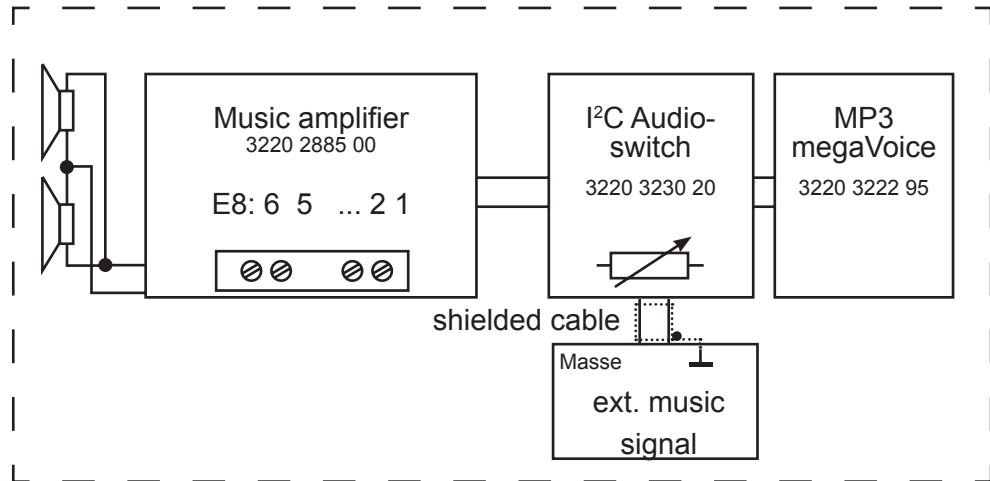 Music amplifier
3220 2885 00
E8: 6 5 ... 2 1
I²C Audio-
switch
3220 3230 20
MP3
megaVoice
3220 3222 95
shielded cable
Masse
ext. music
signal